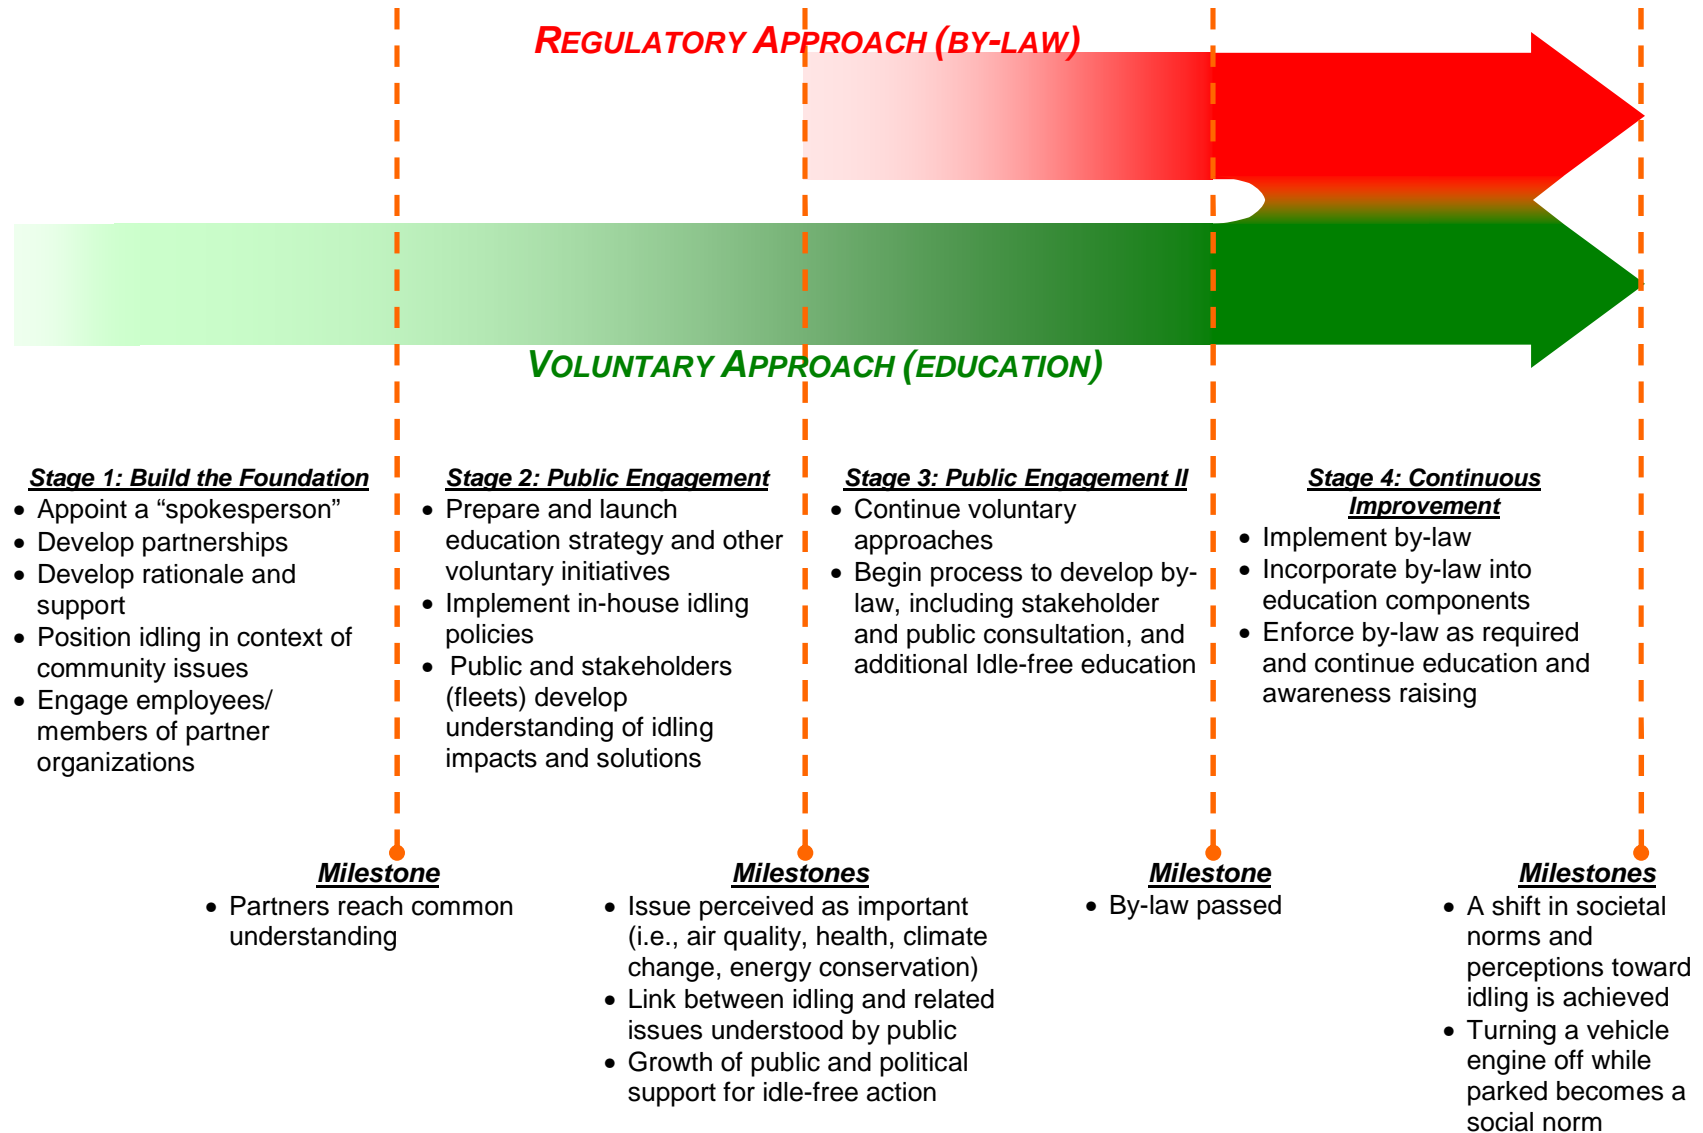 REGULATORY APPROACH (BY-LAW)
VOLUNTARY APPROACH (EDUCATION)
Stage 1: Build the Foundation
• Appoint a “spokesperson”
• Develop partnerships
• Develop rationale and
support
• Position idling in context of
community issues
• Engage employees/
members of partner
organizations
Stage 2: Public Engagement
• Prepare and launch
education strategy and other
voluntary initiatives
• Implement in-house idling
policies
• Public and stakeholders
(fleets) develop
understanding of idling
impacts and solutions
Stage 3: Public Engagement II
• Continue voluntary
approaches
• Begin process to develop by-
law, including stakeholder
and public consultation, and
additional Idle-free education
Stage 4: Continuous
Improvement
• Implement by-law
• Incorporate by-law into
education components
• Enforce by-law as required
and continue education and
awareness raising
Milestone
• Partners reach common
understanding
Milestones
• Issue perceived as important
(i.e., air quality, health, climate
change, energy conservation)
• Link between idling and related
issues understood by public
• Growth of public and political
support for idle-free action
Milestone
• By-law passed
Milestones
• A shift in societal
norms and
perceptions toward
idling is achieved
• Turning a vehicle
engine off while
parked becomes a
social norm